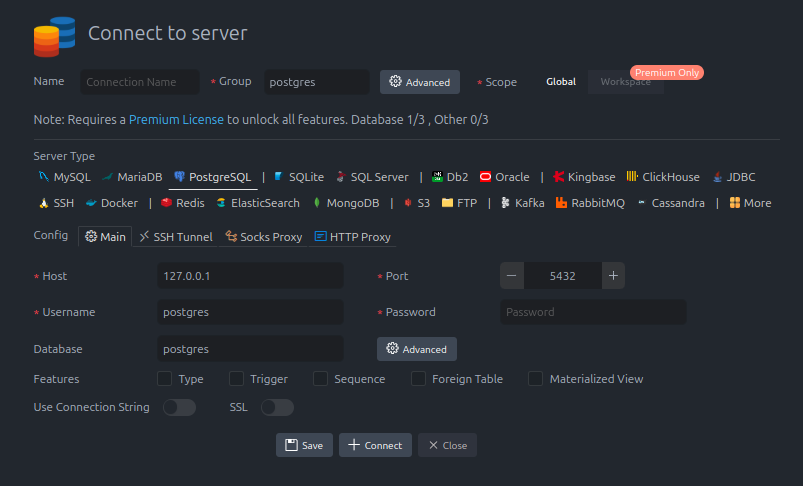 Connect to server
Name Connection Name * Group postgres Advanced * Scope Global Workspace Premium Only
Note: Requires a Premium License to unlock all features. Database 1/3 , Other 0/3
Server Type
MySQL MariaDB PostgreSQL | SQLite SQL Server | Db2 Oracle | Kingbase ClickHouse JDBC
SSH Docker | Redis ElasticSearch MongoDB | S3 FTP | Kafka RabbitMQ Cassandra | More
Config Main SSH Tunnel Socks Proxy HTTP Proxy
* Host 127.0.0.1 * Port − 5432 +
* Username postgres * Password Password
Database postgres Advanced
Features Type Trigger Sequence Foreign Table Materialized View
Use Connection String SSL
Save Connect Close